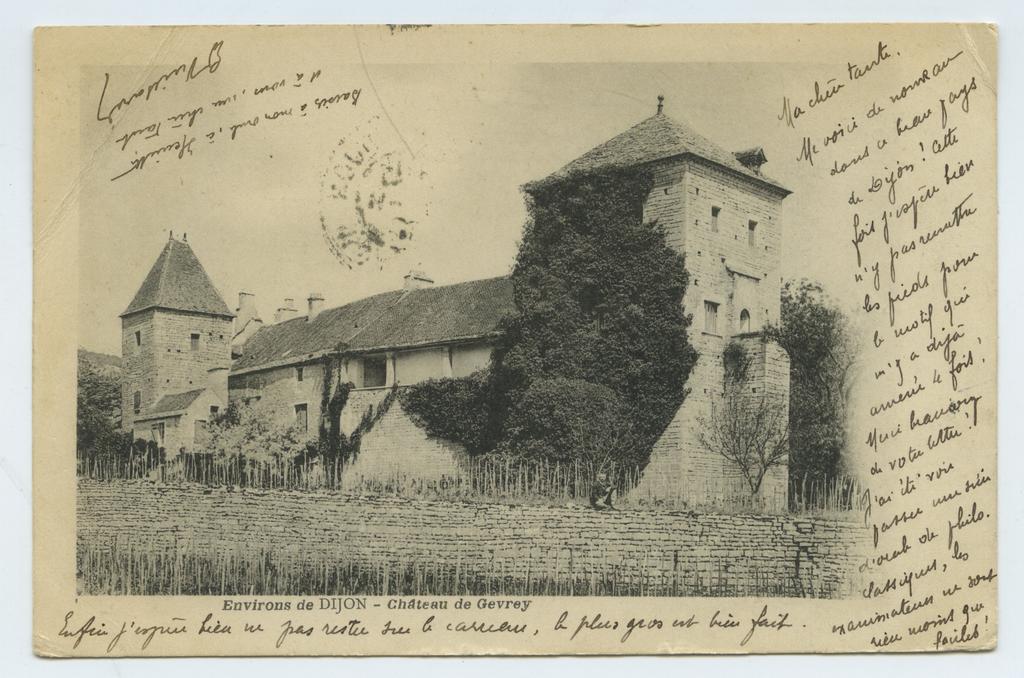 Ma chère tante.
Me voici de nouveau
dans ce beau pays
de Dijon ! Cette
fois j'espère bien
n'y pas remettre
les pieds pour
le motif qui
m'y a déjà
amené 4 fois !
Merci beaucoup
de votre lettre !
J'ai été voir
passer une série
d'oraux de philo.
classiques, les
examinateurs ne sont
rien moins que
faciles !
Enfin j'espère bien ne pas rester sur le carreau, le plus gros est bien fait.
Baisers à mon oncle, à Henriette
et à vous, ma chère tante.
Environs de DIJON - Château de Gevrey